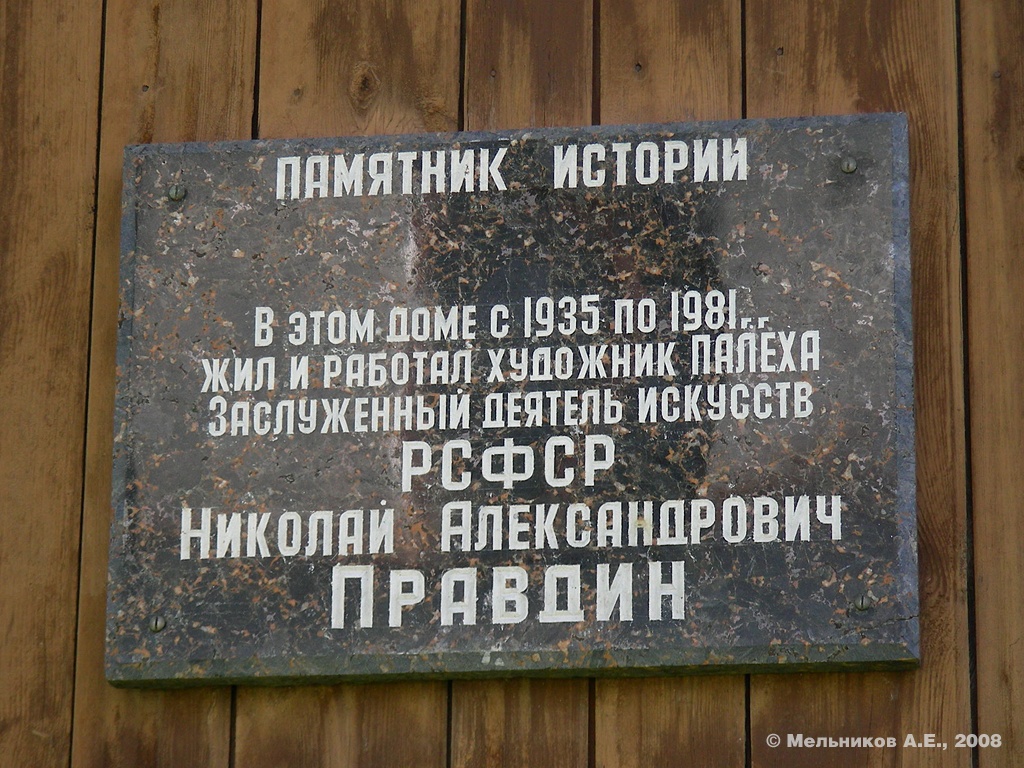 ПАМЯТНИК ИСТОРИИ
В ЭТОМ ДОМЕ С 1935 ПО 1981г.г.
ЖИЛ И РАБОТАЛ ХУДОЖНИК ПАЛЕХА
ЗАСЛУЖЕННЫЙ ДЕЯТЕЛЬ ИСКУССТВ
РСФСР
НИКОЛАЙ АЛЕКСАНДРОВИЧ
ПРАВДИН
© Мельников А.Е., 2008